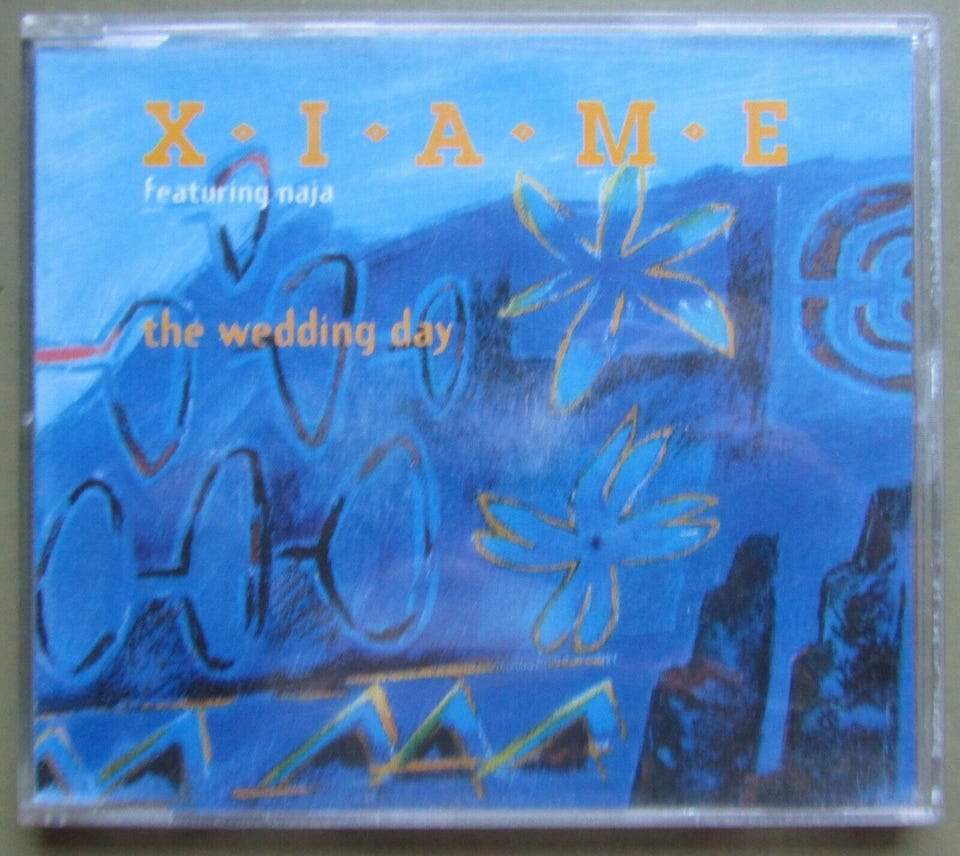 X·I·A·M·E
featuring naja
the wedding day